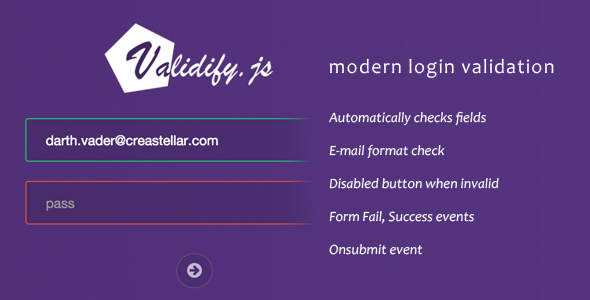 Validify.js
darth.vader@creastellar.com
pass
modern login validation
Automatically checks fields
E-mail format check
Disabled button when invalid
Form Fail, Success events
Onsubmit event